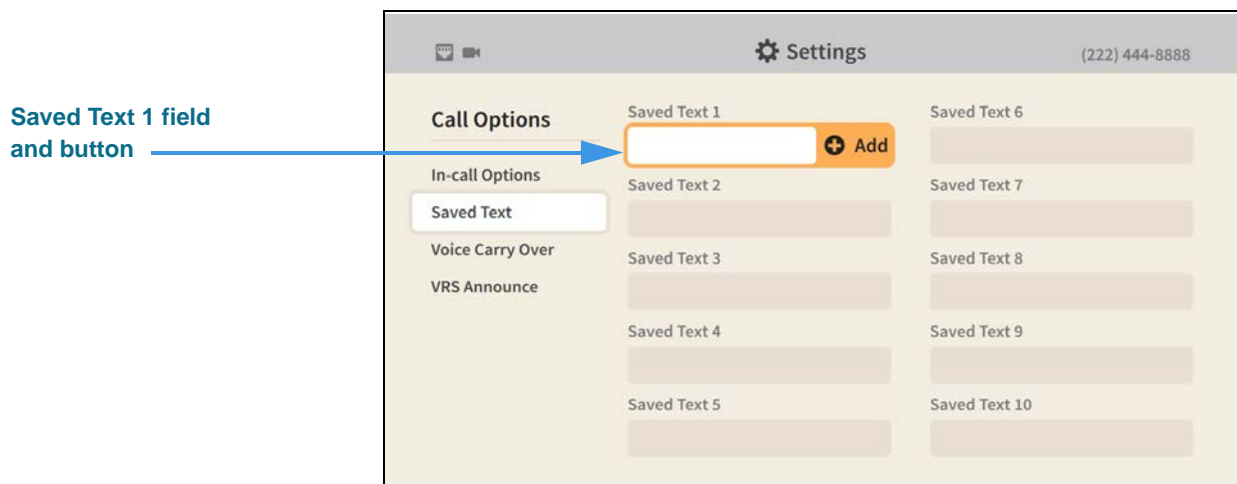 Settings
(222) 444-8888
Saved Text 1 field
and button
Call Options
In-call Options
Saved Text
Voice Carry Over
VRS Announce
Saved Text 1
Add
Saved Text 2
Saved Text 3
Saved Text 4
Saved Text 5
Saved Text 6
Saved Text 7
Saved Text 8
Saved Text 9
Saved Text 10